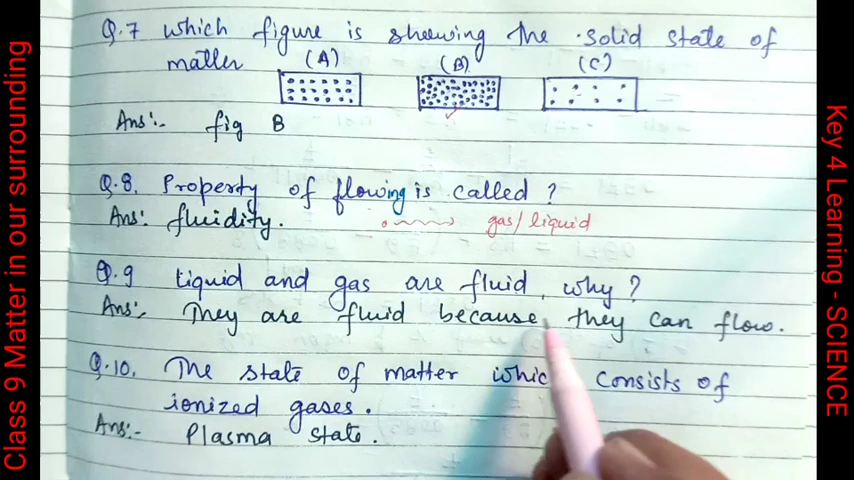 Class 9 Matter in our surrounding
Q.7 which figure is sheewing the solid state of
matter (A) (B) (C)
Ans:- fig B
Q.8. Property of flowing is called ?
Ans: fluidity. gas/liquid
Q.9 Liquid and gas are fluid, why?
Ans:- They are fluid because they can flow.
Q.10. The state of matter which consists of
ionized gases.
Ans:- Plasma state.
Key 4 Learning - SCIENCE